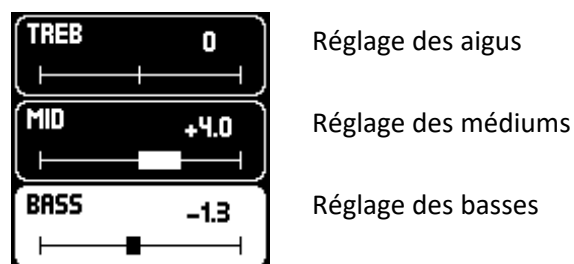 TREB 0 Réglage des aigus
MID +4.0 Réglage des médiums
BASS -1.3 Réglage des basses